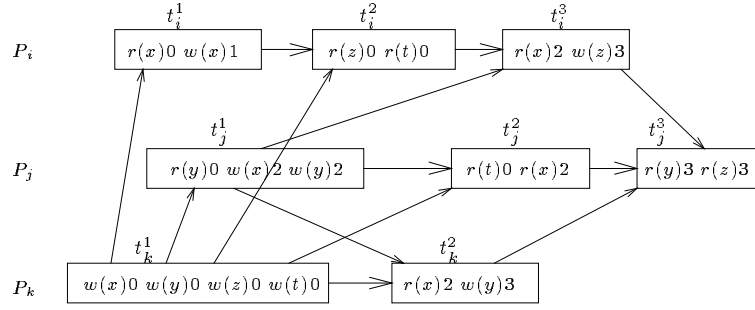 t_i^1 t_i^2 t_i^3
P_i r(x)0 w(x)1 r(z)0 r(t)0 r(x)2 w(z)3
t_j^1 t_j^2 t_j^3
P_j r(y)0 w(x)2 w(y)2 r(t)0 r(x)2 r(y)3 r(z)3
t_k^1 t_k^2
P_k w(x)0 w(y)0 w(z)0 w(t)0 r(x)2 w(y)3